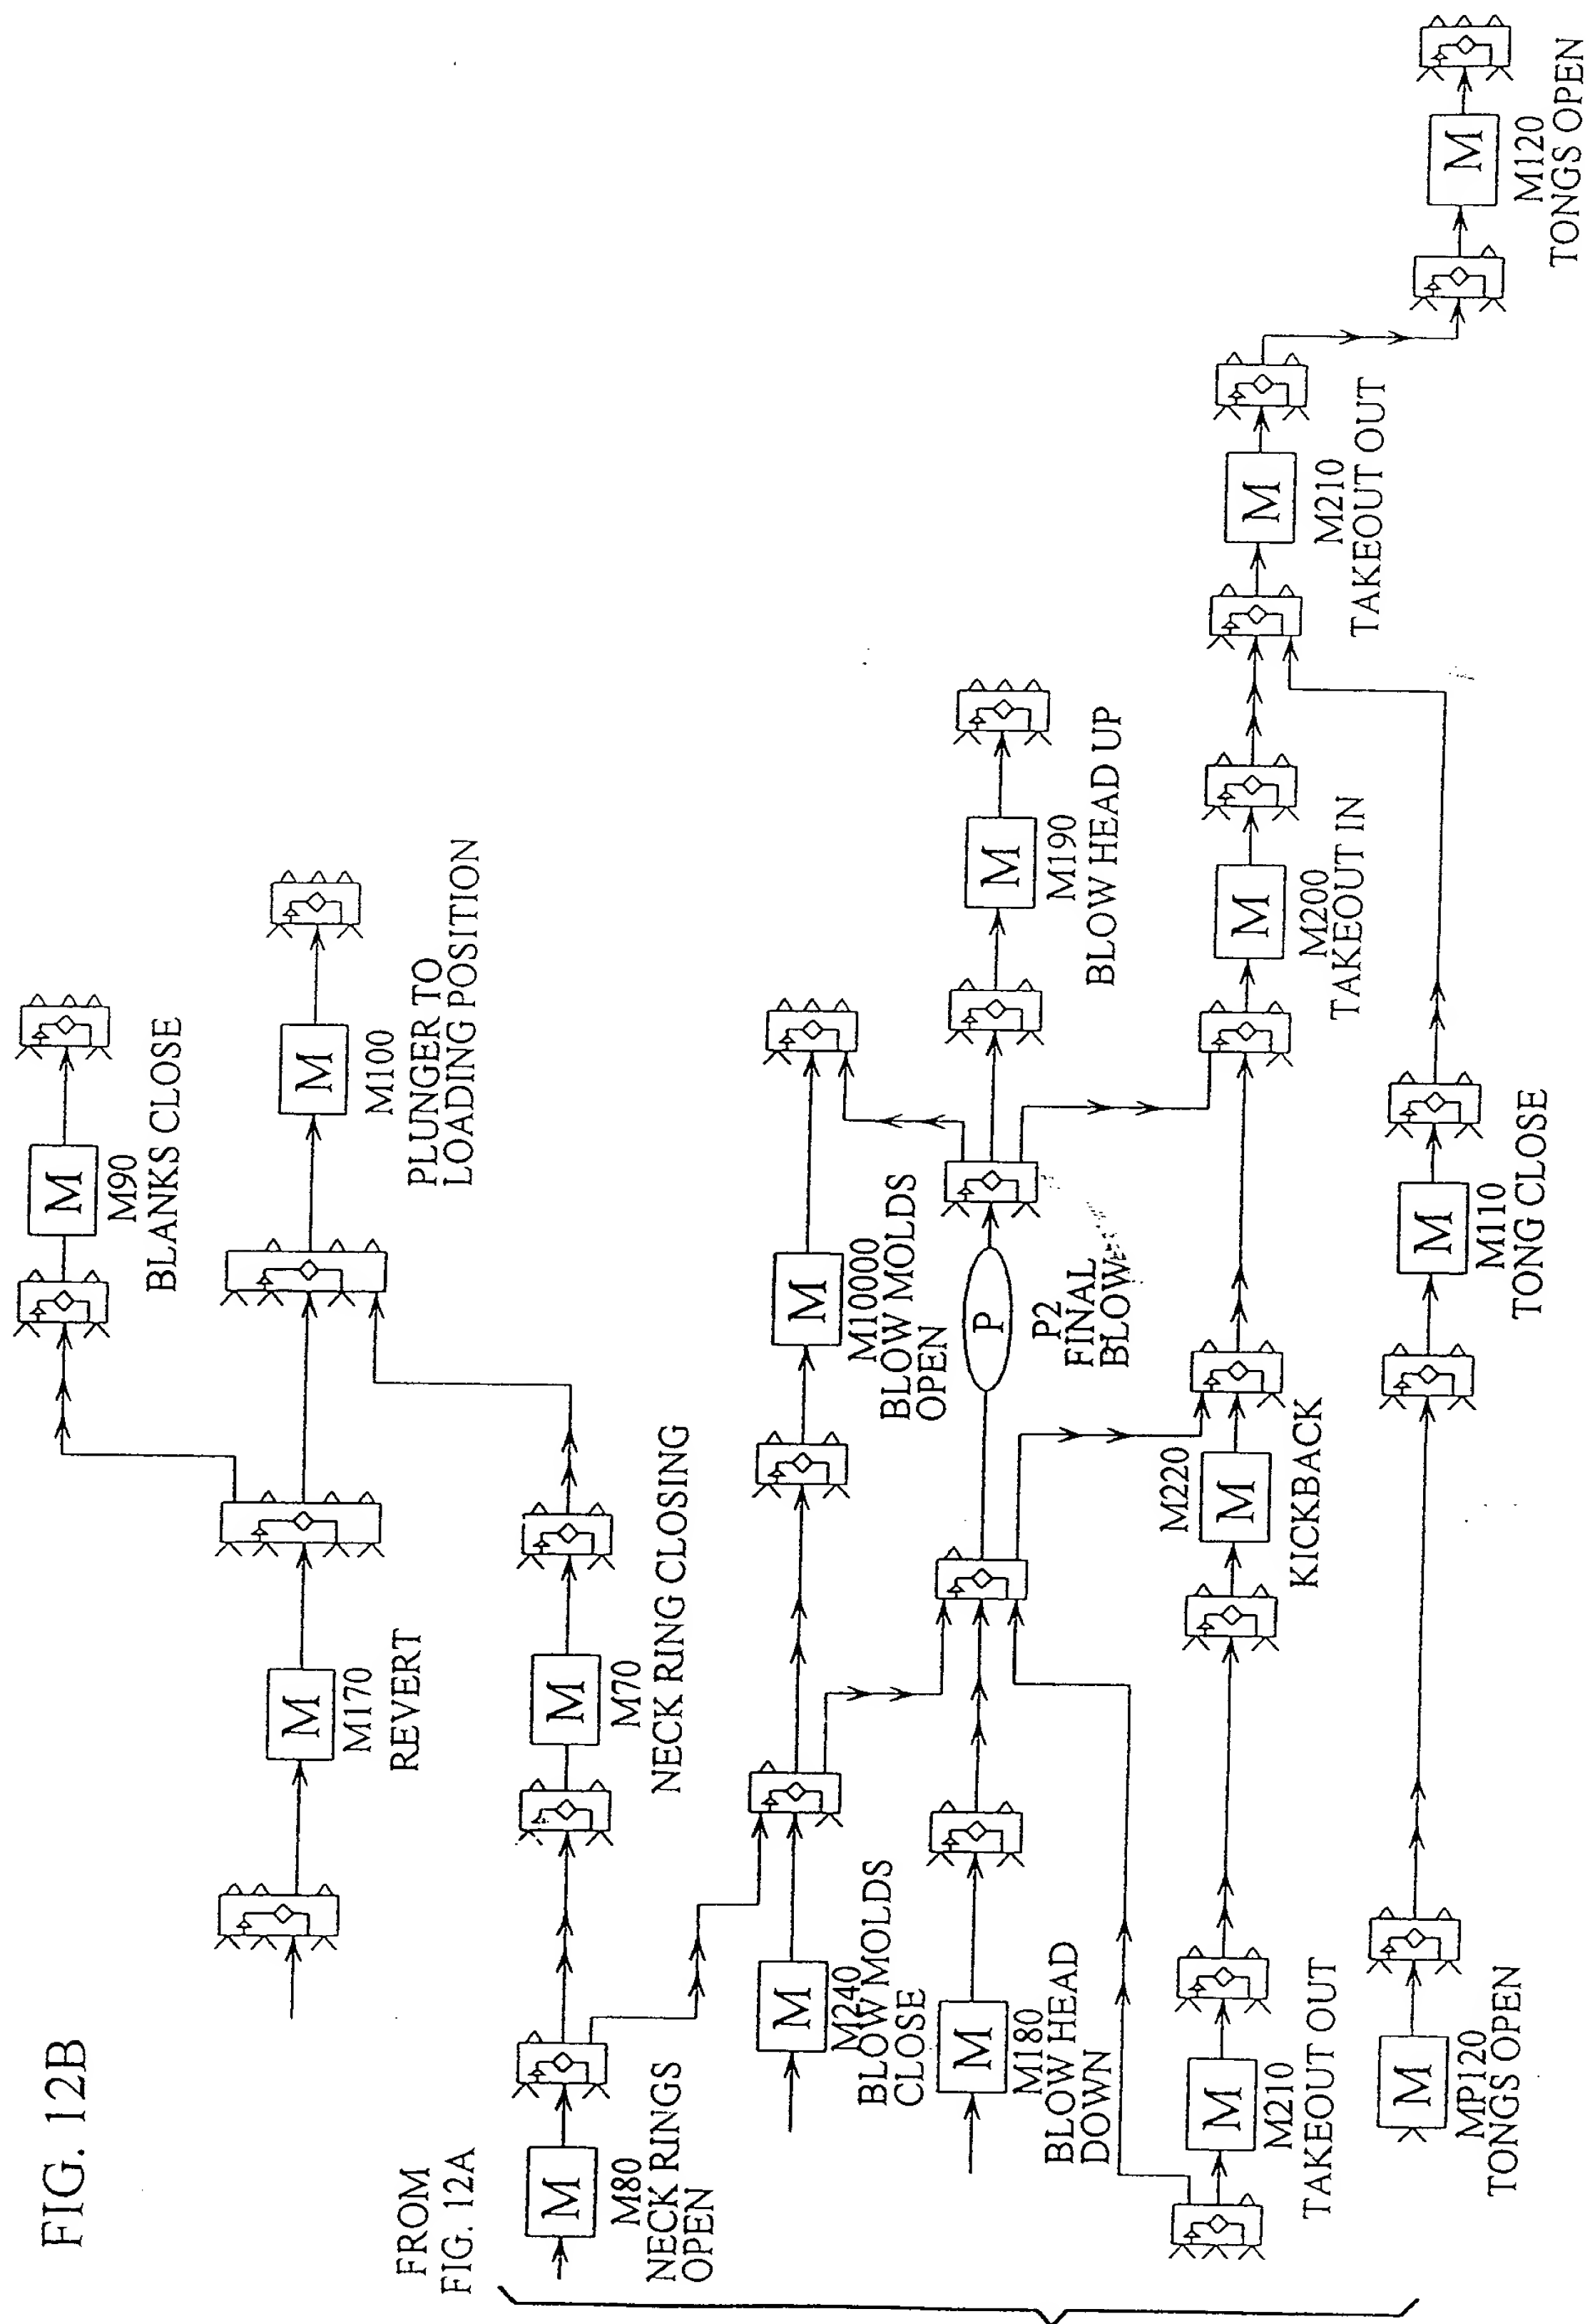 FIG. 12B
FROM
FIG. 12A
M
M90
BLANKS CLOSE
M
M170
REVERT
M
M100
PLUNGER TO
LOADING POSITION
M
M80
NECK RINGS
OPEN
M
M70
NECK RING CLOSING
M
M240
BLOW MOLDS
CLOSE
M
M10000
BLOW MOLDS
OPEN
M
M180
BLOW HEAD
DOWN
P
P2
FINAL
BLOW
M
M190
BLOW HEAD UP
M
M210
TAKEOUT OUT
M220
M
KICKBACK
M
M200
TAKEOUT IN
M
M210
TAKEOUT OUT
M
MP120
TONGS OPEN
M
M110
TONG CLOSE
M
M120
TONGS OPEN